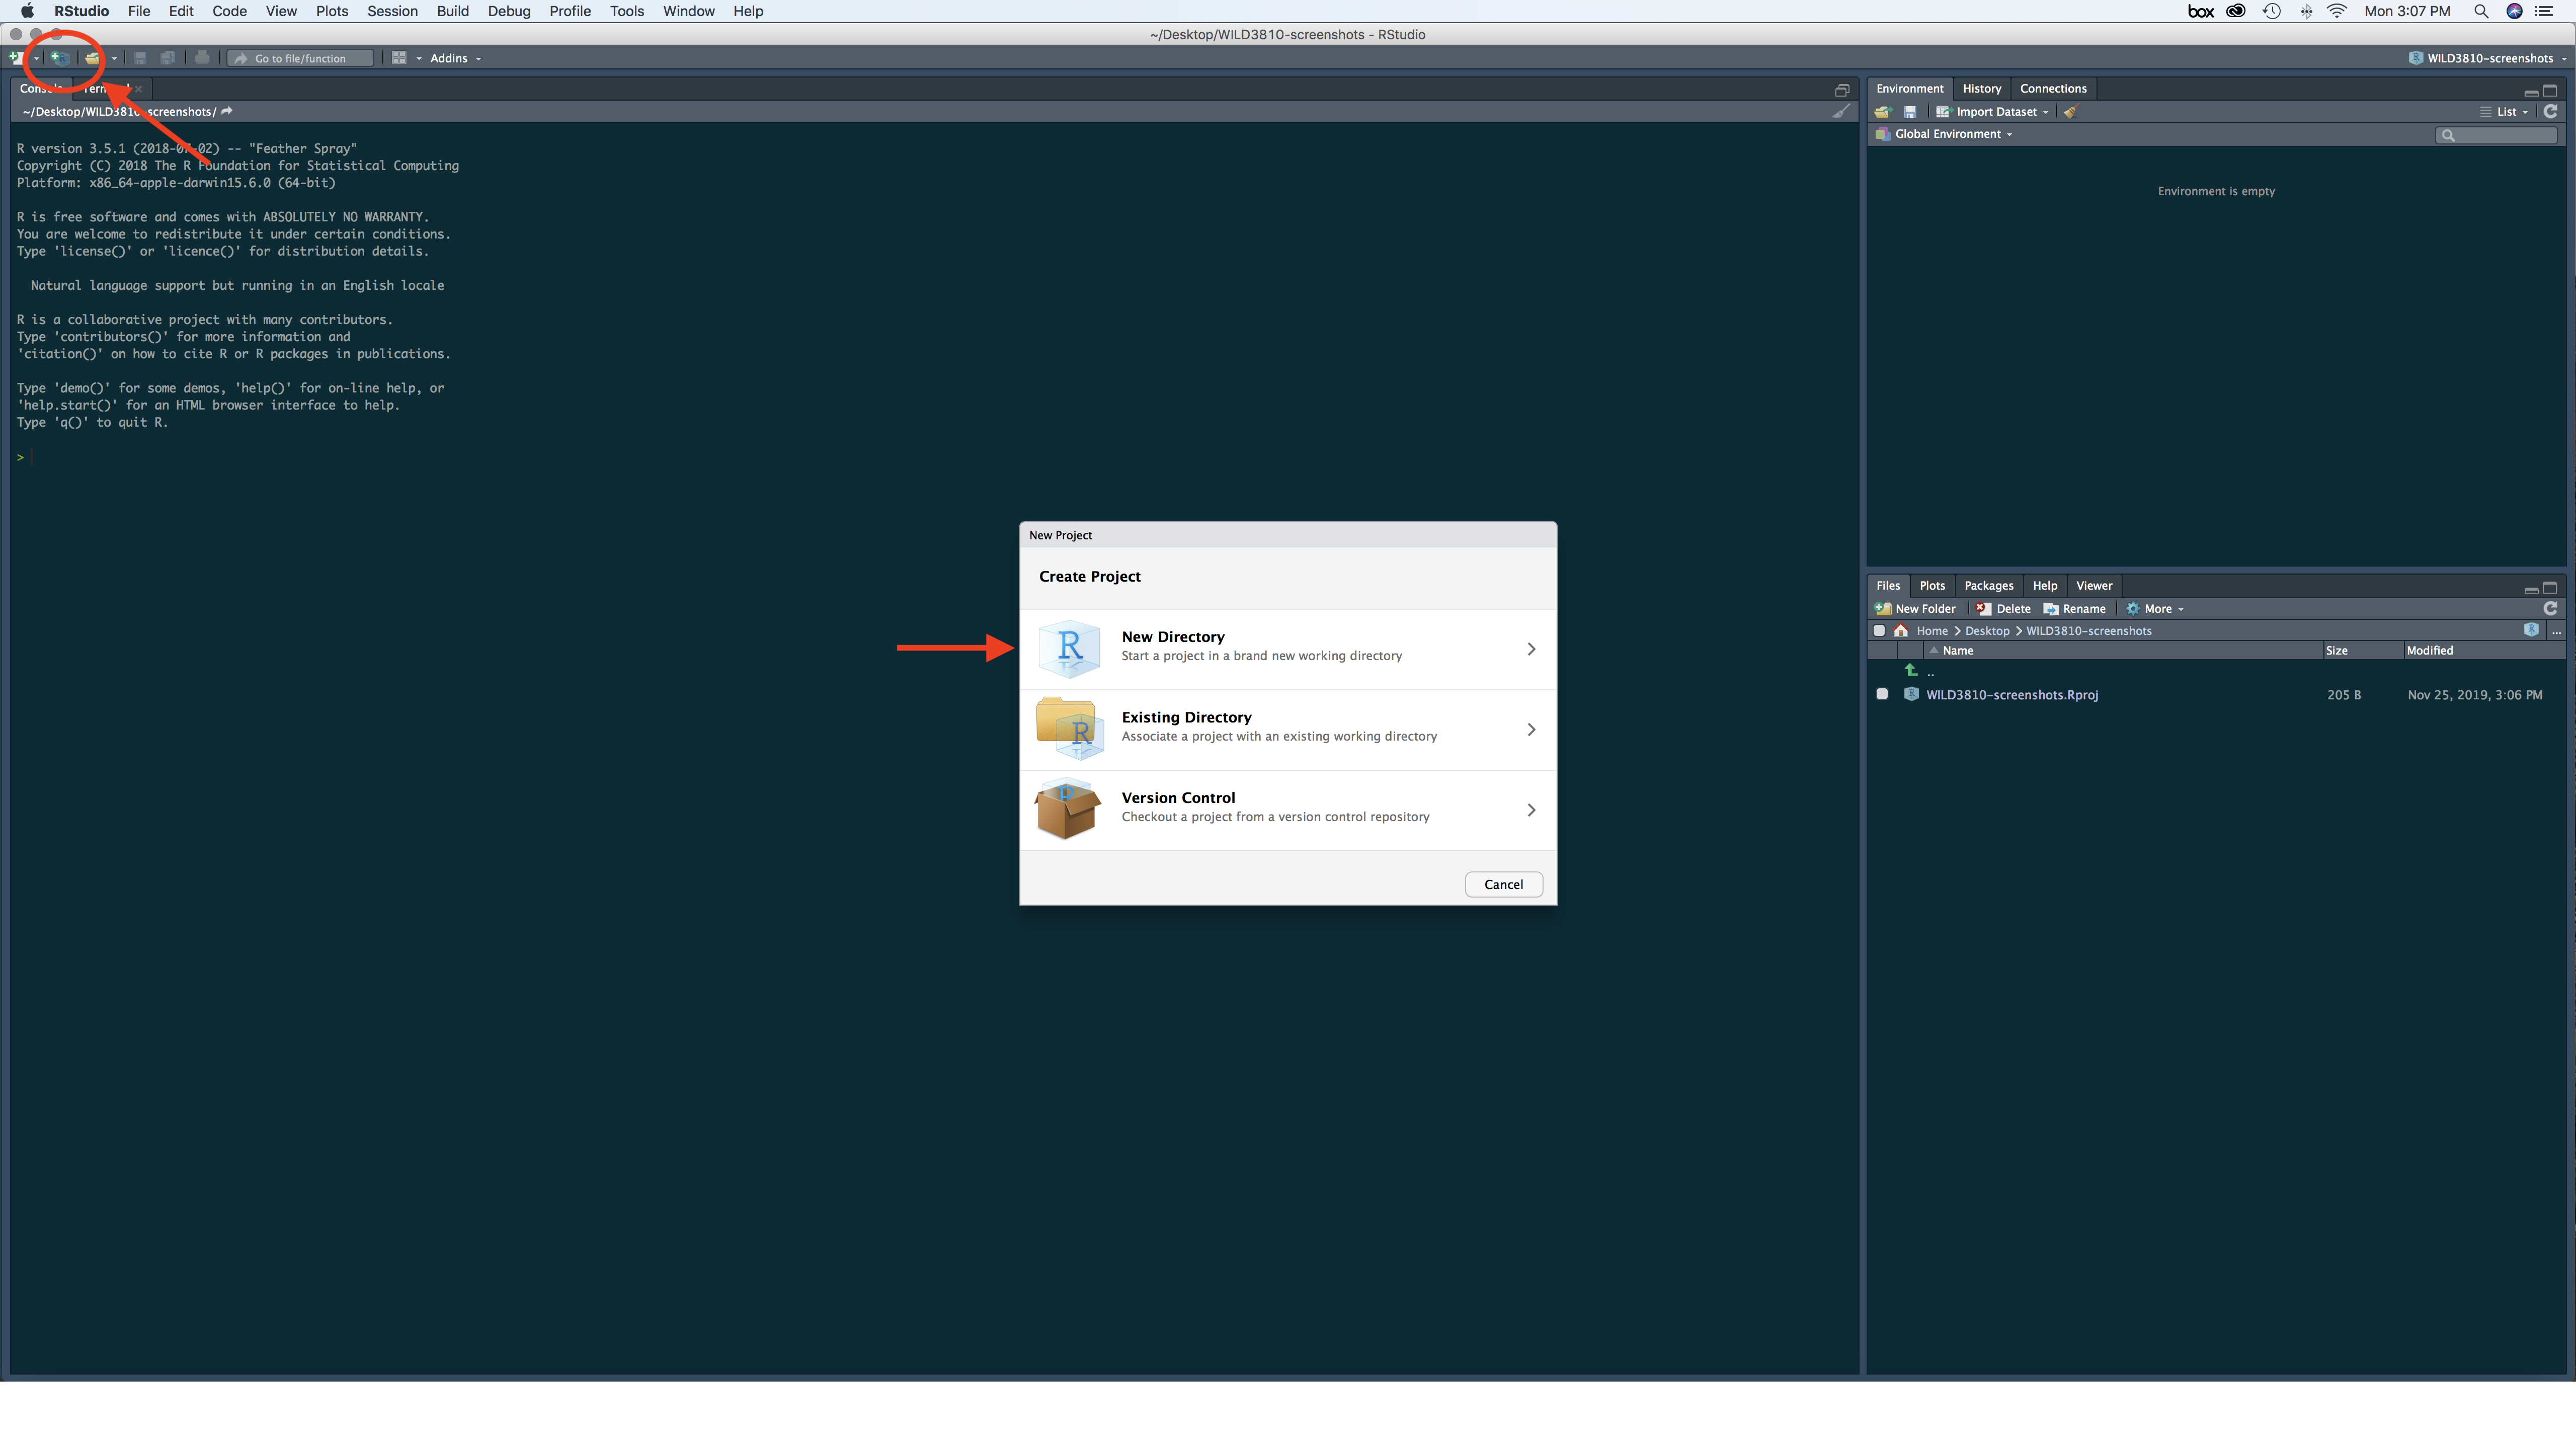 RStudio File Edit Code View Plots Session Build Debug Profile Tools Window Help
box Mon 3:07 PM
~/Desktop/WILD3810-screenshots - RStudio
Go to file/function Addins
WILD3810-screenshots
Console
~/Desktop/WILD3810-screenshots/
R version 3.5.1 (2018-07-02) -- "Feather Spray"
Copyright (C) 2018 The R Foundation for Statistical Computing
Platform: x86_64-apple-darwin15.6.0 (64-bit)
R is free software and comes with ABSOLUTELY NO WARRANTY.
You are welcome to redistribute it under certain conditions.
Type 'license()' or 'licence()' for distribution details.
Natural language support but running in an English locale
R is a collaborative project with many contributors.
Type 'contributors()' for more information and
'citation()' on how to cite R or R packages in publications.
Type 'demo()' for some demos, 'help()' for on-line help, or
'help.start()' for an HTML browser interface to help.
Type 'q()' to quit R.
>
New Project
Create Project
R
New Directory
Start a project in a brand new working directory
R
Existing Directory
Associate a project with an existing working directory
Version Control
Checkout a project from a version control repository
Cancel
Environment History Connections
Import Dataset List
Global Environment
Environment is empty
Files Plots Packages Help Viewer
New Folder Delete Rename More
Home Desktop WILD3810-screenshots ...
Name Size Modified
..
WILD3810-screenshots.Rproj 205 B Nov 25, 2019, 3:06 PM